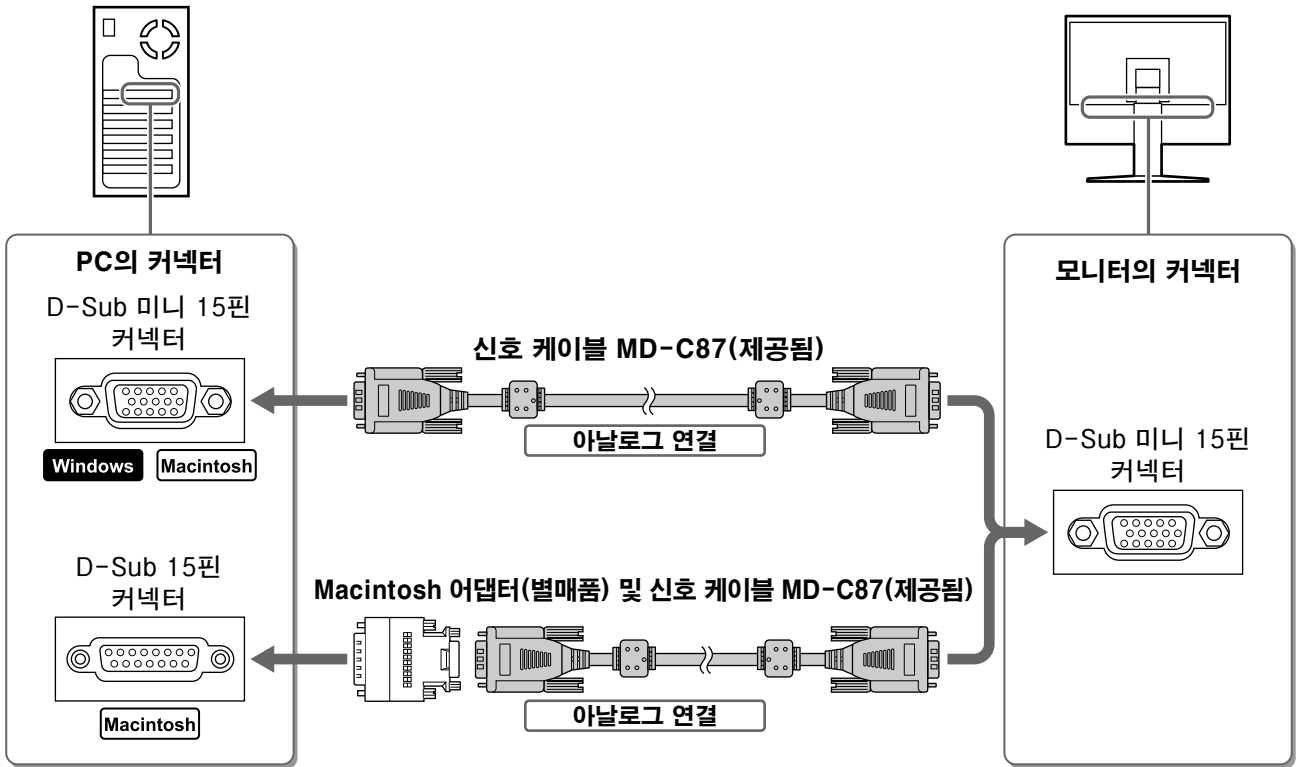 PC의 커넥터
D-Sub 미니 15핀
커넥터
Windows
Macintosh
D-Sub 15핀
커넥터
Macintosh
신호 케이블 MD-C87(제공됨)
아날로그 연결
Macintosh 어댑터(별매품) 및 신호 케이블 MD-C87(제공됨)
아날로그 연결
모니터의 커넥터
D-Sub 미니 15핀
커넥터